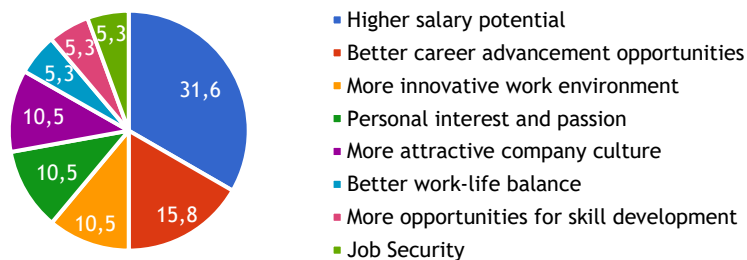 31,6
15,8
10,5
10,5
10,5
5,3
5,3
5,3
Higher salary potential
Better career advancement opportunities
More innovative work environment
Personal interest and passion
More attractive company culture
Better work-life balance
More opportunities for skill development
Job Security